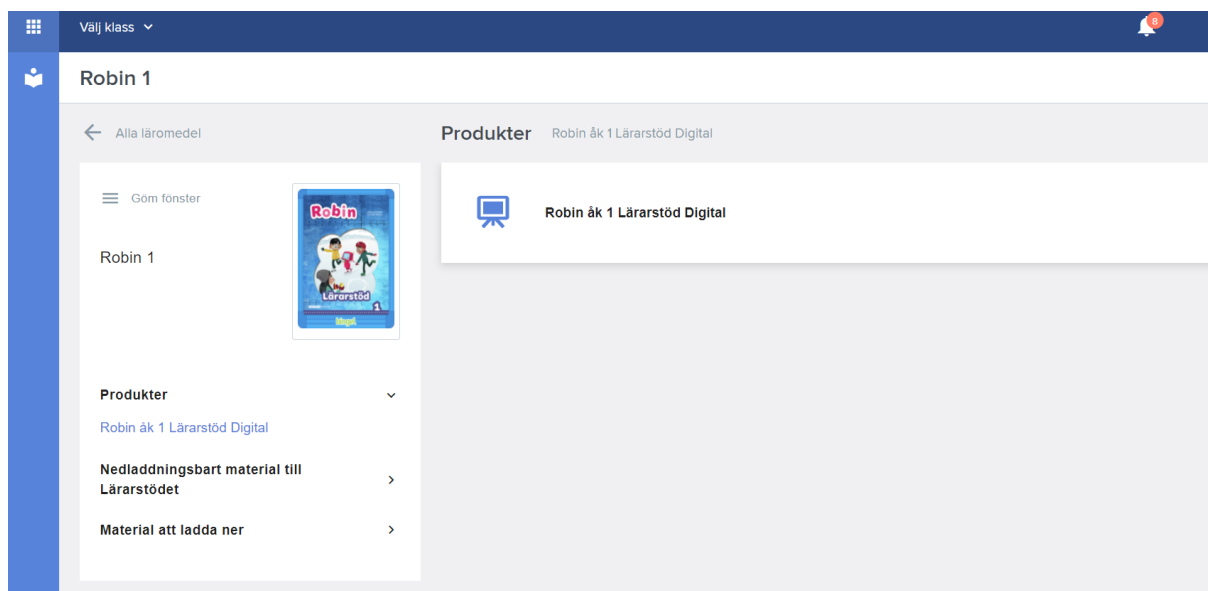 Välj klass
8
Robin 1
Alla läromedel
Produkter Robin åk 1 Lärarstöd Digital
Göm fönster
Robin
Lärarstöd
1
Robin 1
Robin åk 1 Lärarstöd Digital
Produkter
Robin åk 1 Lärarstöd Digital
Nedladdningsbart material till
Lärarstödet
Material att ladda ner